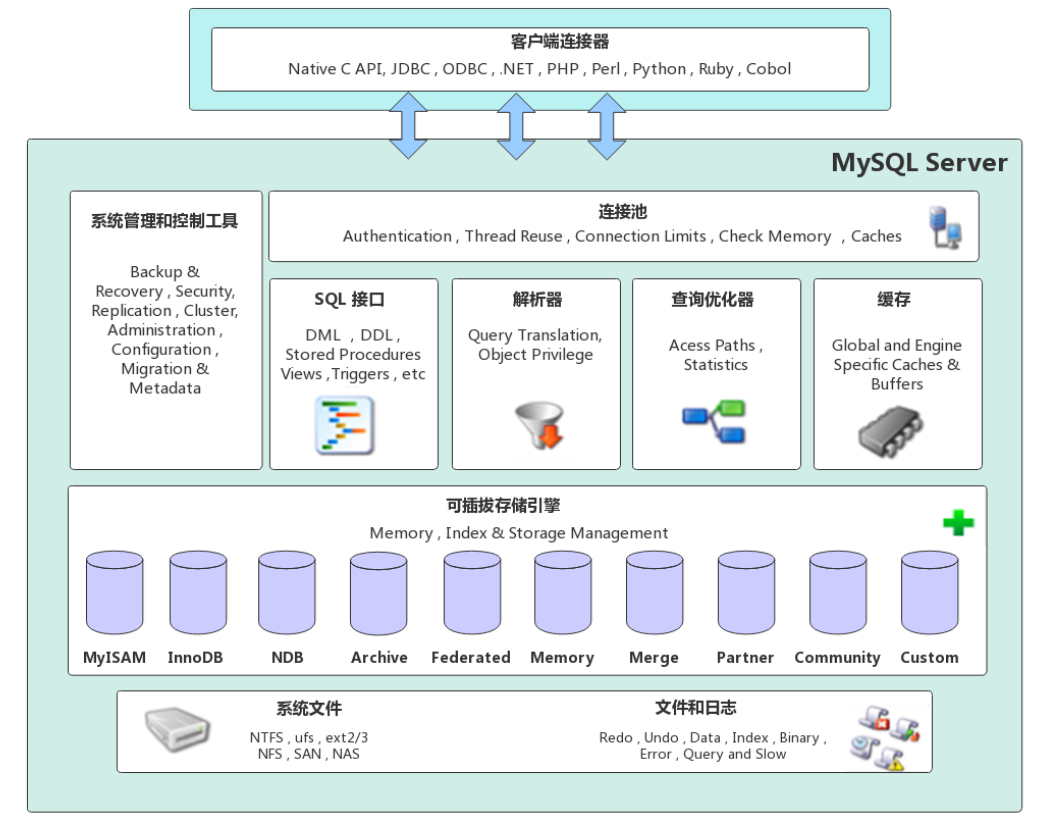 客户端连接器
Native C API, JDBC , ODBC , .NET , PHP , Perl , Python , Ruby , Cobol
MySQL Server
系统管理和控制工具
Backup &
Recovery , Security,
Replication , Cluster,
Administration ,
Configuration ,
Migration &
Metadata
连接池
Authentication , Thread Reuse , Connection Limits , Check Memory , Caches
SQL 接口
DML , DDL ,
Stored Procedures
Views ,Triggers , etc
解析器
Query Translation,
Object Privilege
查询优化器
Acess Paths ,
Statistics
缓存
Global and Engine
Specific Caches &
Buffers
可插拔存储引擎
Memory , Index & Storage Management
MyISAM InnoDB NDB Archive Federated Memory Merge Partner Community Custom
系统文件
NTFS , ufs , ext2/3
NFS , SAN , NAS
文件和日志
Redo , Undo , Data , Index , Binary ,
Error , Query and Slow